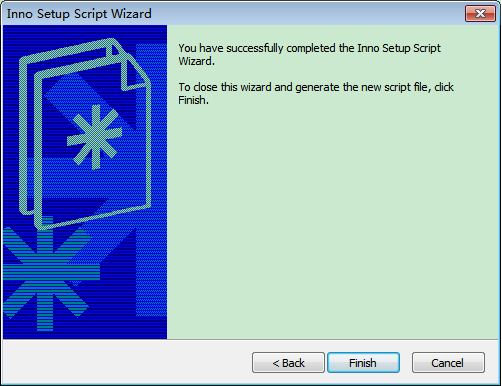 Inno Setup Script Wizard
You have successfully completed the Inno Setup Script
Wizard.
To close this wizard and generate the new script file, click
Finish.
< Back
Finish
Cancel